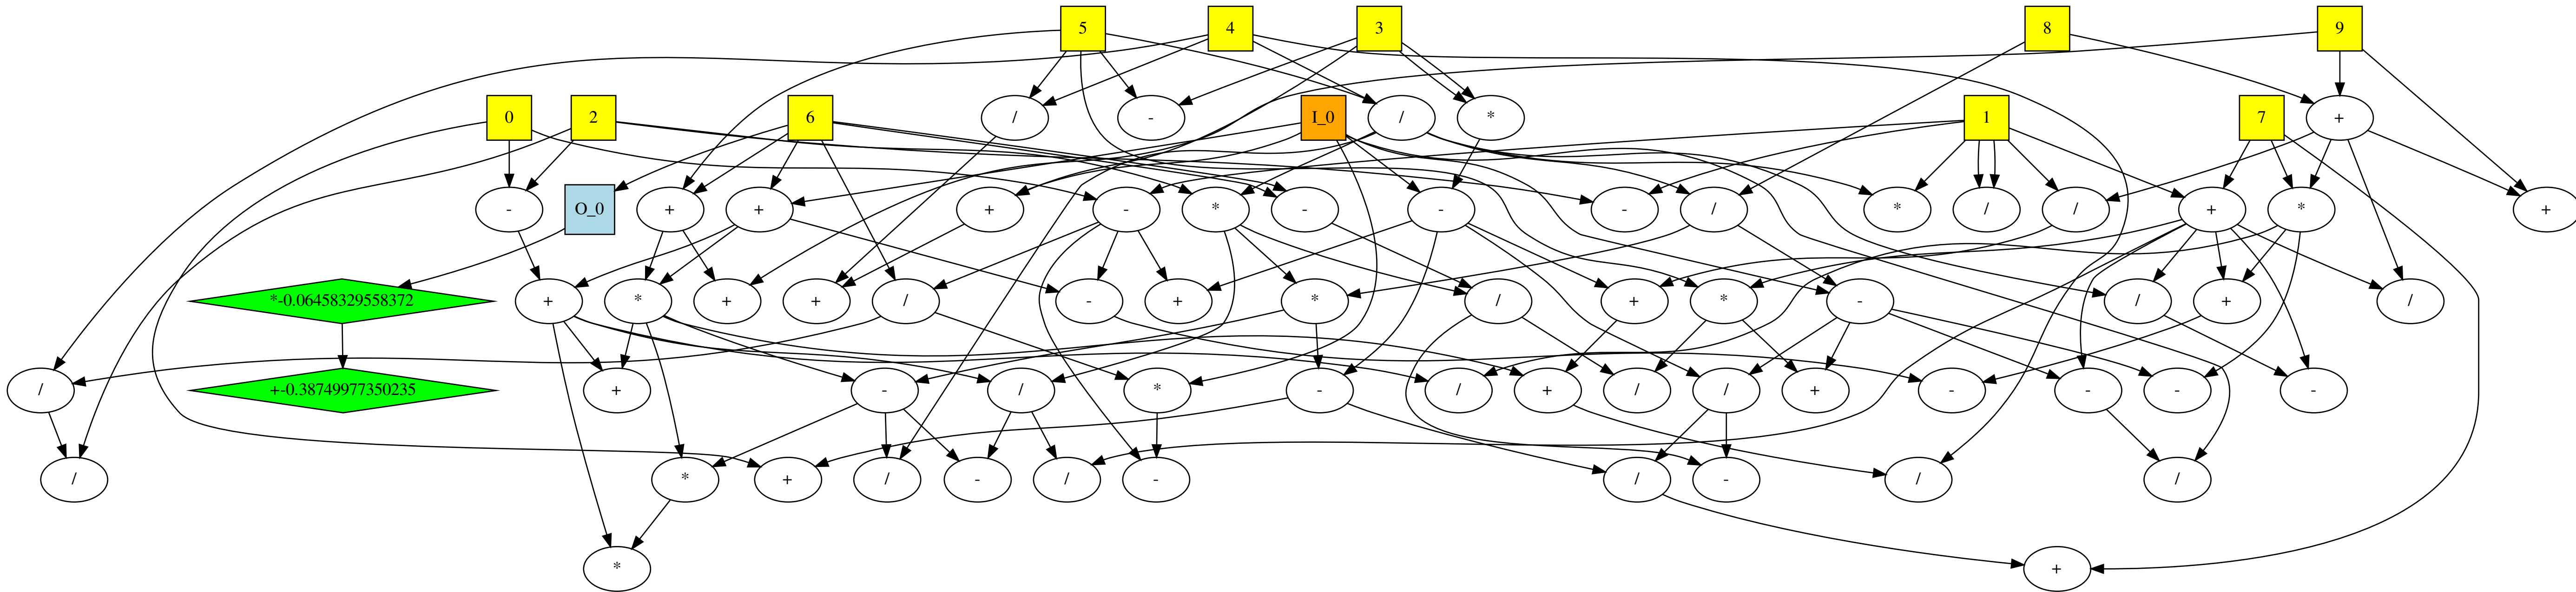 5 4 3 8 9
0 2 6 / - I_0 / * 1 + 7
- O_0 + + + - * - - - / * / / + * +
*-0.06458329558372 + * + + / - + * / + * - / + /
/ +-0.38749977350235 + - / * - / + / / + - - - -
/ * + / - / - / - / /
* +